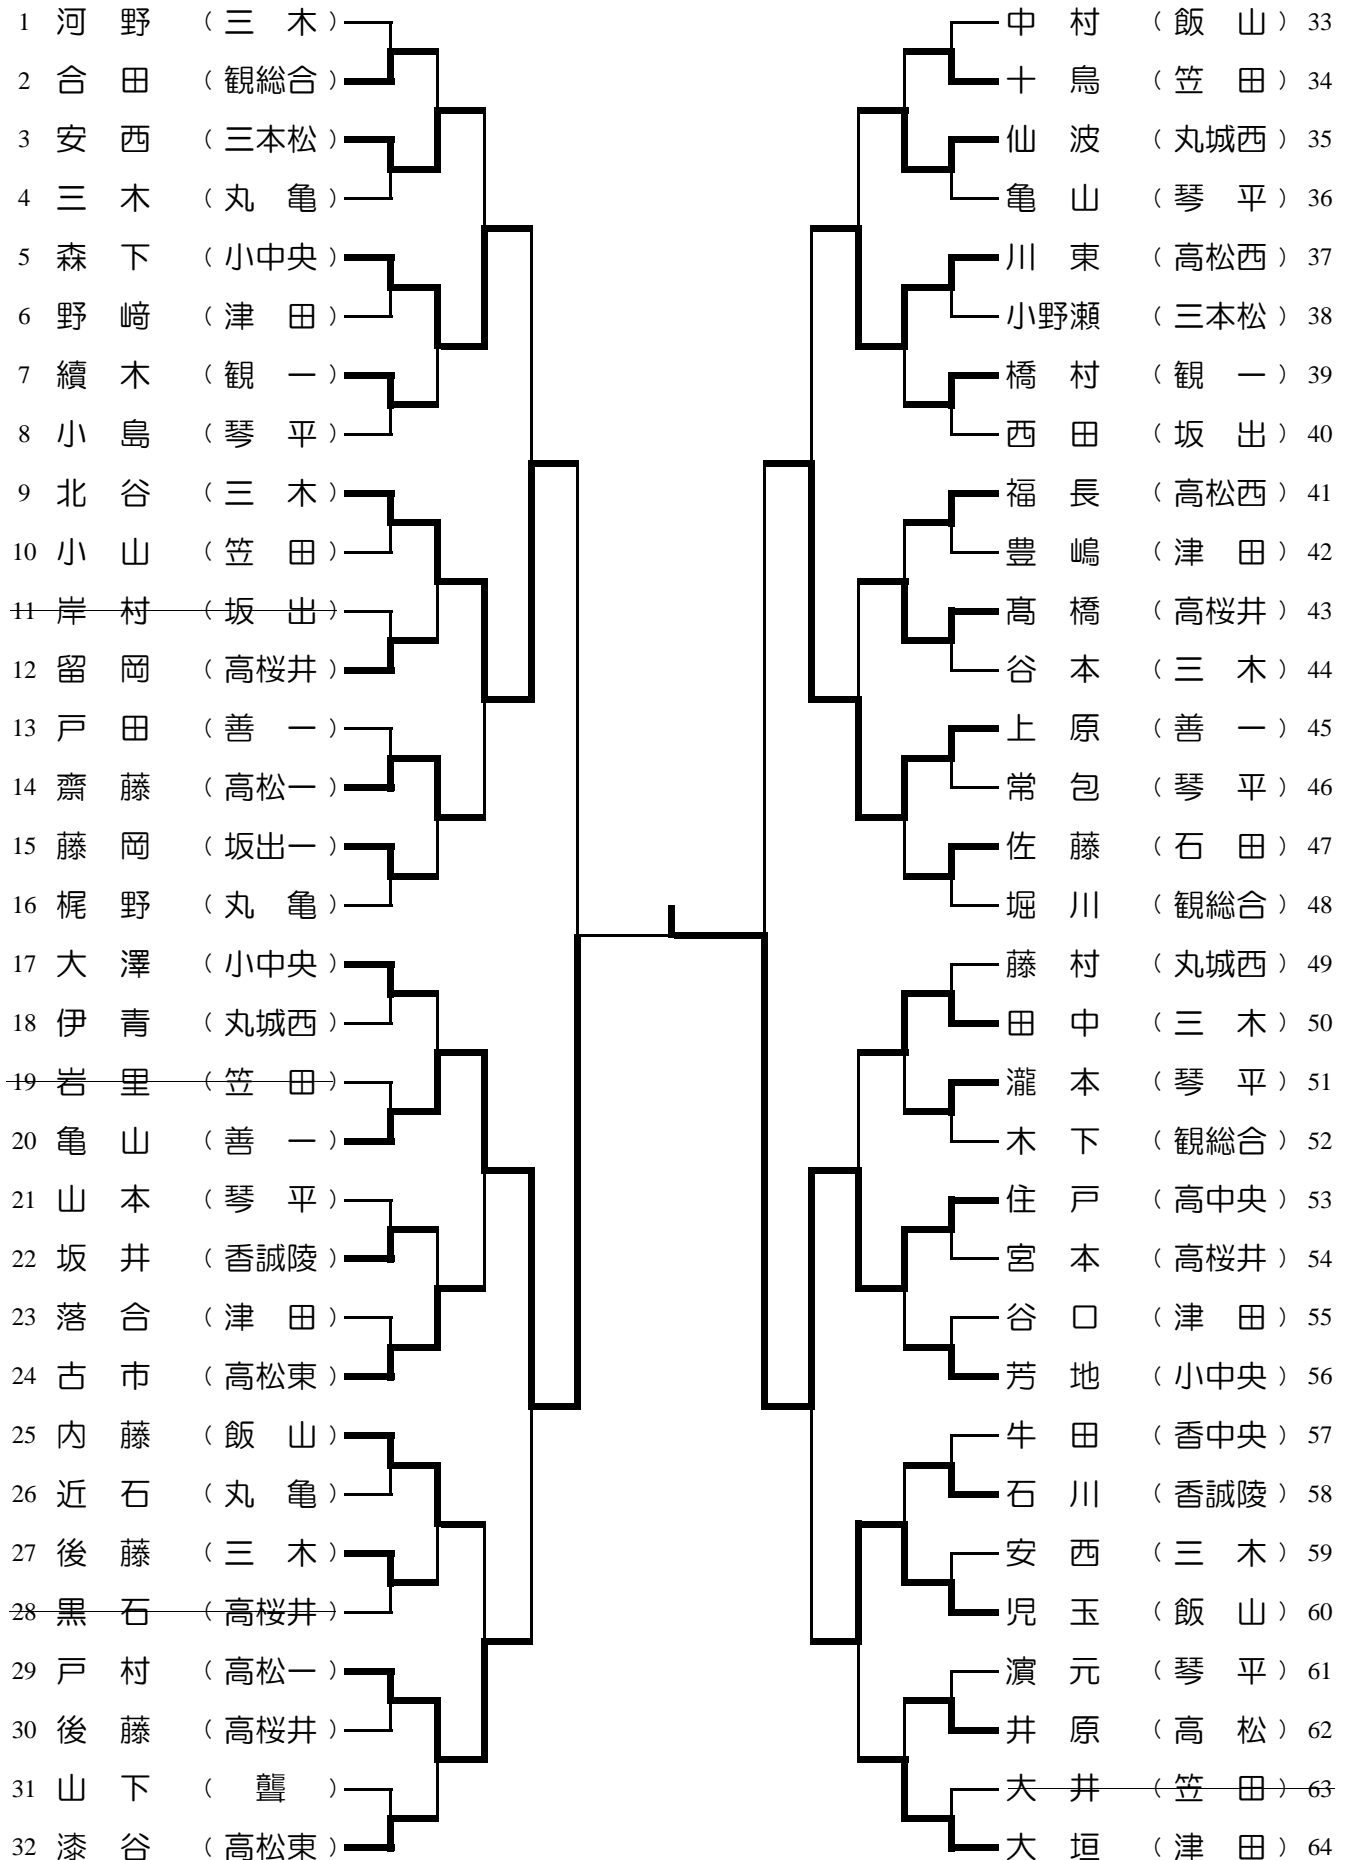 1 河野 (三木)
2 合田 (観総合)
3 安西 (三本松)
4 三木 (丸亀)
5 森下 (小中央)
6 野﨑 (津田)
7 續木 (観一)
8 小島 (琴平)
9 北谷 (三木)
10 小山 (笠田)
11 岸村 (坂出)
12 留岡 (高桜井)
13 戸田 (善一)
14 齋藤 (高松一)
15 藤岡 (坂出一)
16 梶野 (丸亀)
17 大澤 (小中央)
18 伊青 (丸城西)
19 岩里 (笠田)
20 亀山 (善一)
21 山本 (琴平)
22 坂井 (香誠陵)
23 落合 (津田)
24 古市 (高松東)
25 内藤 (飯山)
26 近石 (丸亀)
27 後藤 (三木)
28 黒石 (高桜井)
29 戸村 (高松一)
30 後藤 (高桜井)
31 山下 (聾)
32 漆谷 (高松東)
中村 (飯山) 33
十鳥 (笠田) 34
仙波 (丸城西) 35
亀山 (琴平) 36
川東 (高松西) 37
小野瀬 (三本松) 38
橋村 (観一) 39
西田 (坂出) 40
福長 (高松西) 41
豊嶋 (津田) 42
髙橋 (高桜井) 43
谷本 (三木) 44
上原 (善一) 45
常包 (琴平) 46
佐藤 (石田) 47
堀川 (観総合) 48
藤村 (丸城西) 49
田中 (三木) 50
瀧本 (琴平) 51
木下 (観総合) 52
住戸 (高中央) 53
宮本 (高桜井) 54
谷口 (津田) 55
芳地 (小中央) 56
牛田 (香中央) 57
石川 (香誠陵) 58
安西 (三木) 59
児玉 (飯山) 60
濵元 (琴平) 61
井原 (高松) 62
大井 (笠田) 63
大垣 (津田) 64